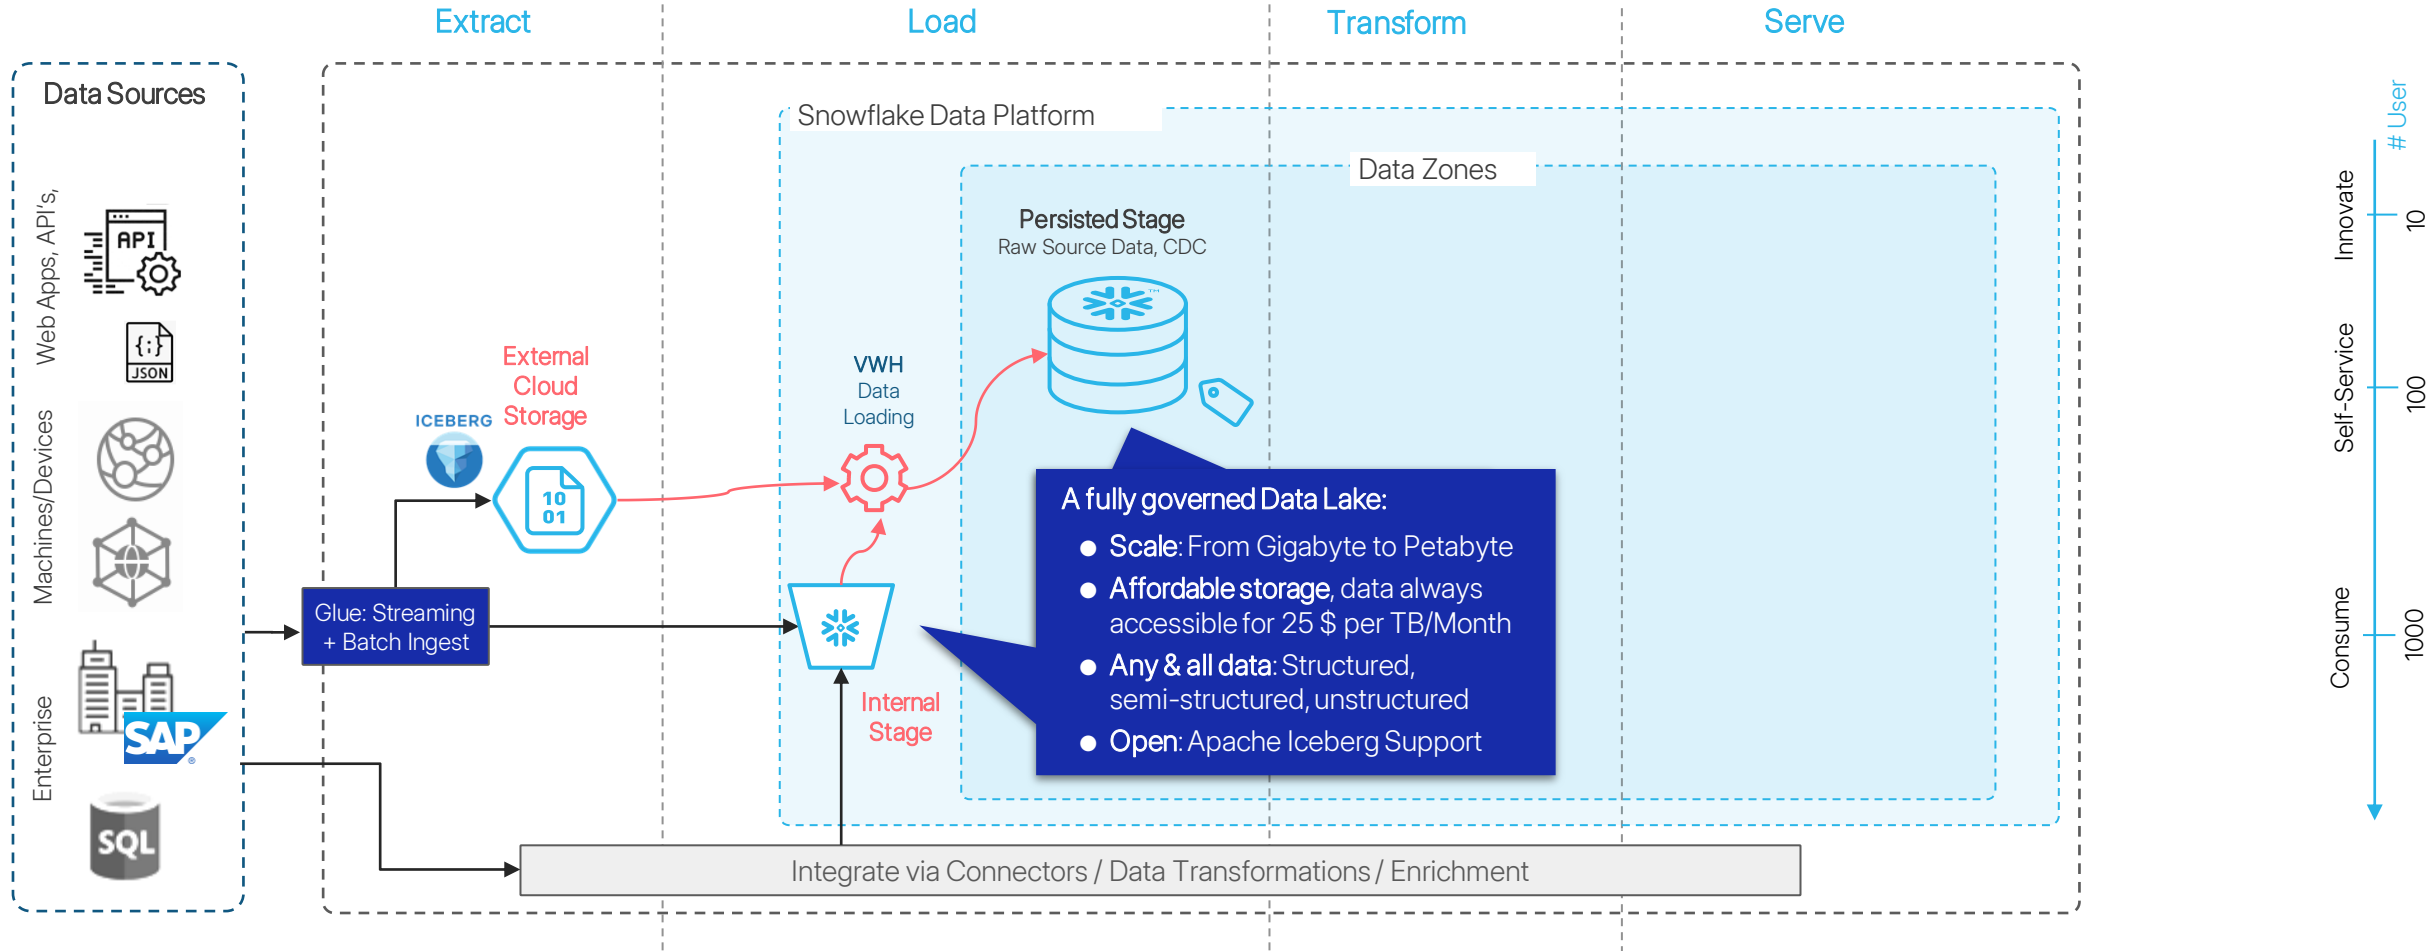 Extract
Load
Transform
Serve
Data Sources
Web Apps, API's,
API
{;}
JSON
Machines/Devices
Enterprise
SAP
®
SQL
Glue: Streaming
+ Batch Ingest
ICEBERG
External
Cloud
Storage
10
01
Snowflake Data Platform
VWH
Data
Loading
Internal
Stage
Data Zones
Persisted Stage
Raw Source Data, CDC
TM
A fully governed Data Lake:
● Scale: From Gigabyte to Petabyte
● Affordable storage, data always
accessible for 25 $ per TB/Month
● Any & all data: Structured,
semi-structured, unstructured
● Open: Apache Iceberg Support
Integrate via Connectors / Data Transformations / Enrichment
# User
Innovate
10
Self-Service
100
Consume
1000